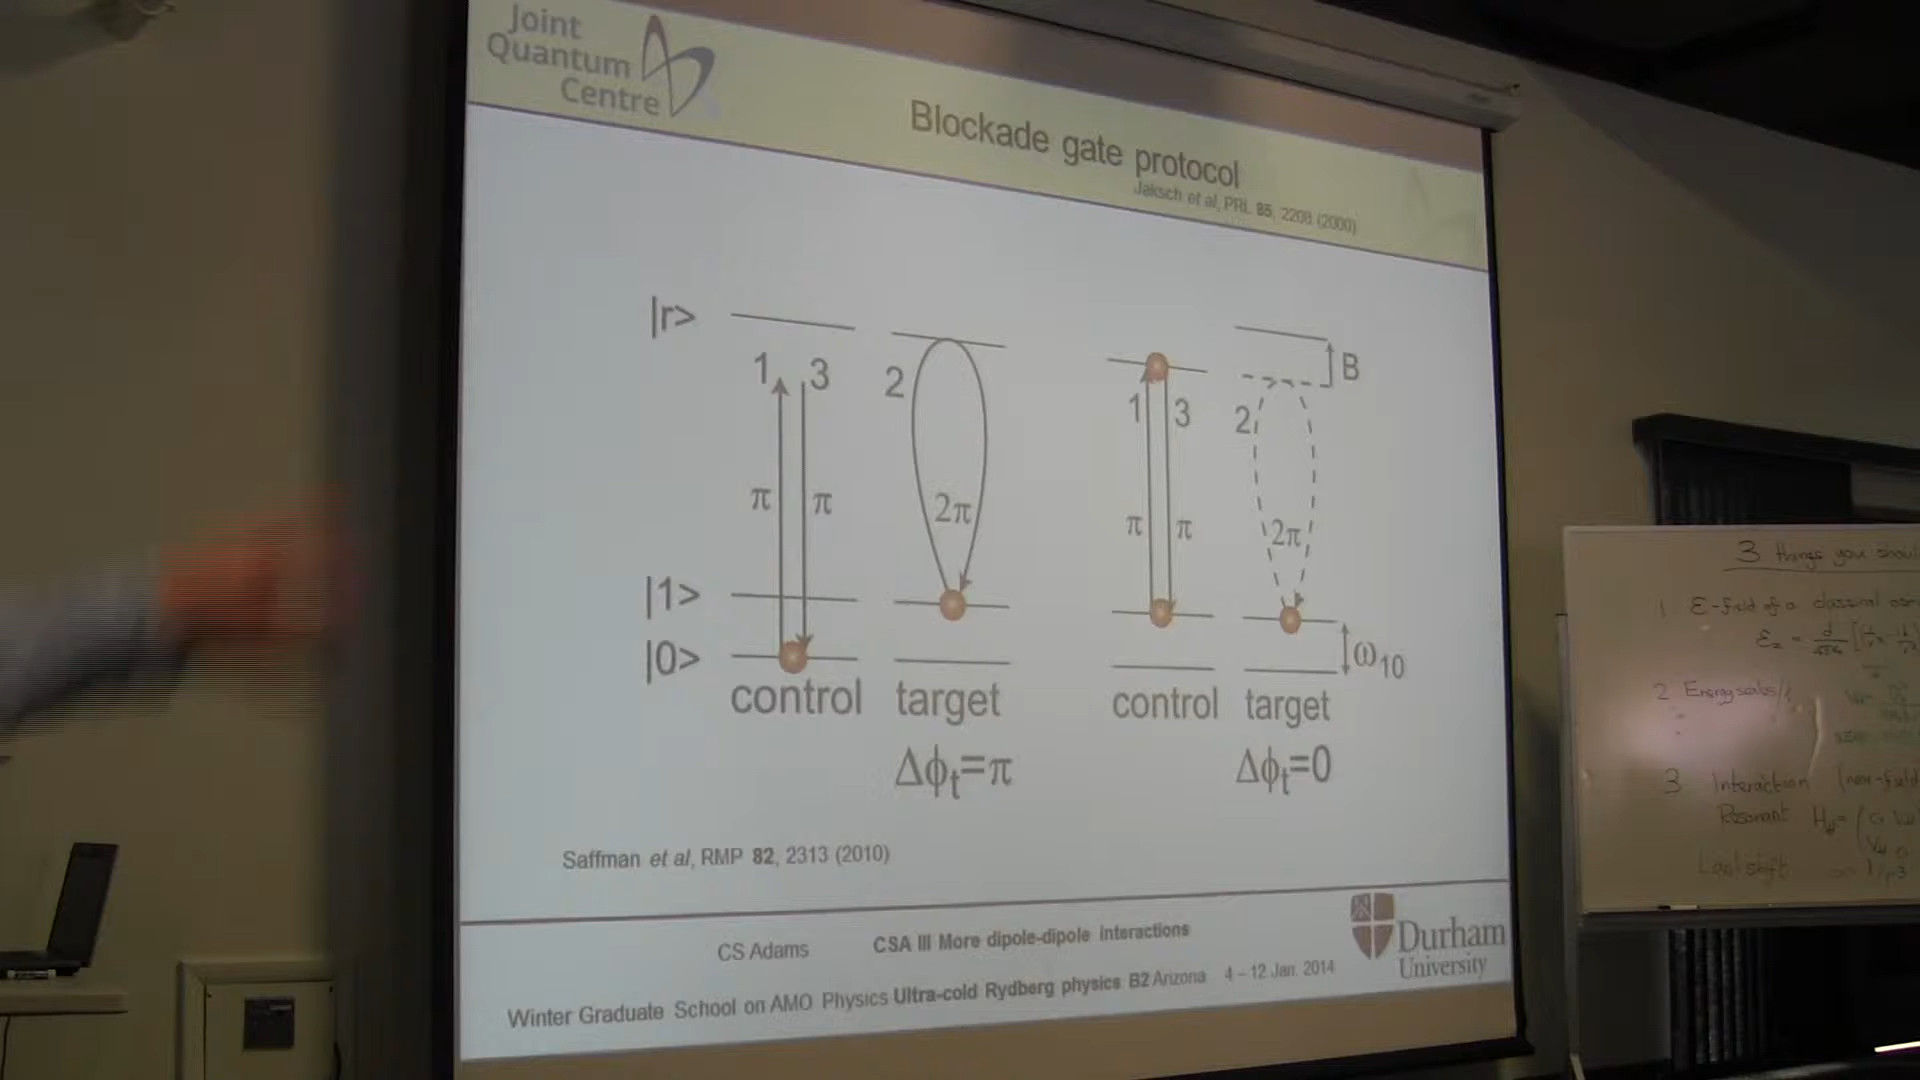 Joint
Quantum
Centre
Blockade gate protocol
Jaksch et al, PRL 85, 2208 (2000)
|r>
1 3 2
1 3 2 B
π π 2π
π π 2π
|1>
|0>
ω10
control target
control target
Δϕt=π
Δϕt=0
Saffman et al, RMP 82, 2313 (2010)
CS Adams CSA III More dipole-dipole interactions
Durham
University
Winter Graduate School on AMO Physics Ultra-cold Rydberg physics B2 Arizona 4 – 12 Jan. 2014
3 things you
1 E-field of a classical
2 Energy scales
3 Interaction (near-field
Resonant